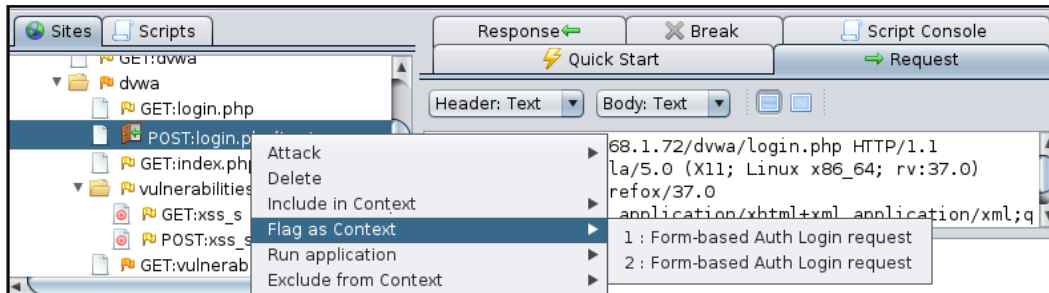 Sites
Scripts
GET:dvwa
dvwa
GET:login.php
POST:login.ph
GET:index.php
vulnerabilities
GET:xss_s
POST:xss_s
GET:vulnerab
Attack
Delete
Include in Context
Flag as Context
Run application
Exclude from Context
1 : Form-based Auth Login request
2 : Form-based Auth Login request
Response
Break
Script Console
Quick Start
Request
Header: Text
Body: Text
68.1.72/dvwa/login.php HTTP/1.1
la/5.0 (X11; Linux x86_64; rv:37.0)
refox/37.0
application/xhtml+xml,application/xml;q